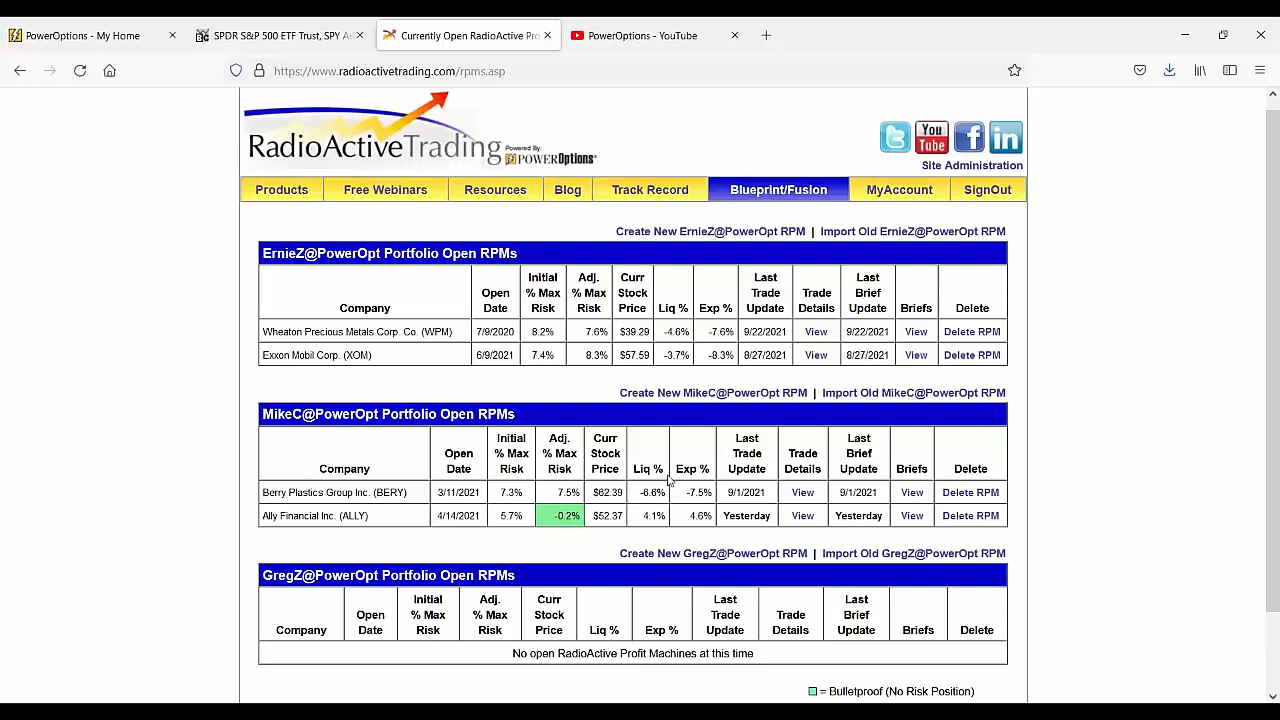 PowerOptions - My Home
SPDR S&P 500 ETF Trust, SPY Ac
Currently Open RadioActive Pro
PowerOptions - YouTube
https://www.radioactivetrading.com/rpms.asp
RadioActiveTrading Powered By: POWEROptions
You Tube
Site Administration
Products Free Webinars Resources Blog Track Record Blueprint/Fusion MyAccount SignOut
Create New ErnieZ@PowerOpt RPM | Import Old ErnieZ@PowerOpt RPM
ErnieZ@PowerOpt Portfolio Open RPMs
Company Open Date Initial % Max Risk Adj. % Max Risk Curr Stock Price Liq % Exp % Last Trade Update Trade Details Last Brief Update Briefs Delete
Wheaton Precious Metals Corp. Co. (WPM) 7/9/2020 8.2% 7.6% $39.29 -4.6% -7.6% 9/22/2021 View 9/22/2021 View Delete RPM
Exxon Mobil Corp. (XOM) 6/9/2021 7.4% 8.3% $57.59 -3.7% -8.3% 8/27/2021 View 8/27/2021 View Delete RPM
Create New MikeC@PowerOpt RPM | Import Old MikeC@PowerOpt RPM
MikeC@PowerOpt Portfolio Open RPMs
Company Open Date Initial % Max Risk Adj. % Max Risk Curr Stock Price Liq % Exp % Last Trade Update Trade Details Last Brief Update Briefs Delete
Berry Plastics Group Inc. (BERY) 3/11/2021 7.3% 7.5% $62.39 -6.6% -7.5% 9/1/2021 View 9/1/2021 View Delete RPM
Ally Financial Inc. (ALLY) 4/14/2021 5.7% -0.2% $52.37 4.1% 4.6% Yesterday View Yesterday View Delete RPM
Create New GregZ@PowerOpt RPM | Import Old GregZ@PowerOpt RPM
GregZ@PowerOpt Portfolio Open RPMs
Company Open Date Initial % Max Risk Adj. % Max Risk Curr Stock Price Liq % Exp % Last Trade Update Trade Details Last Brief Update Briefs Delete
No open RadioActive Profit Machines at this time
= Bulletproof (No Risk Position)